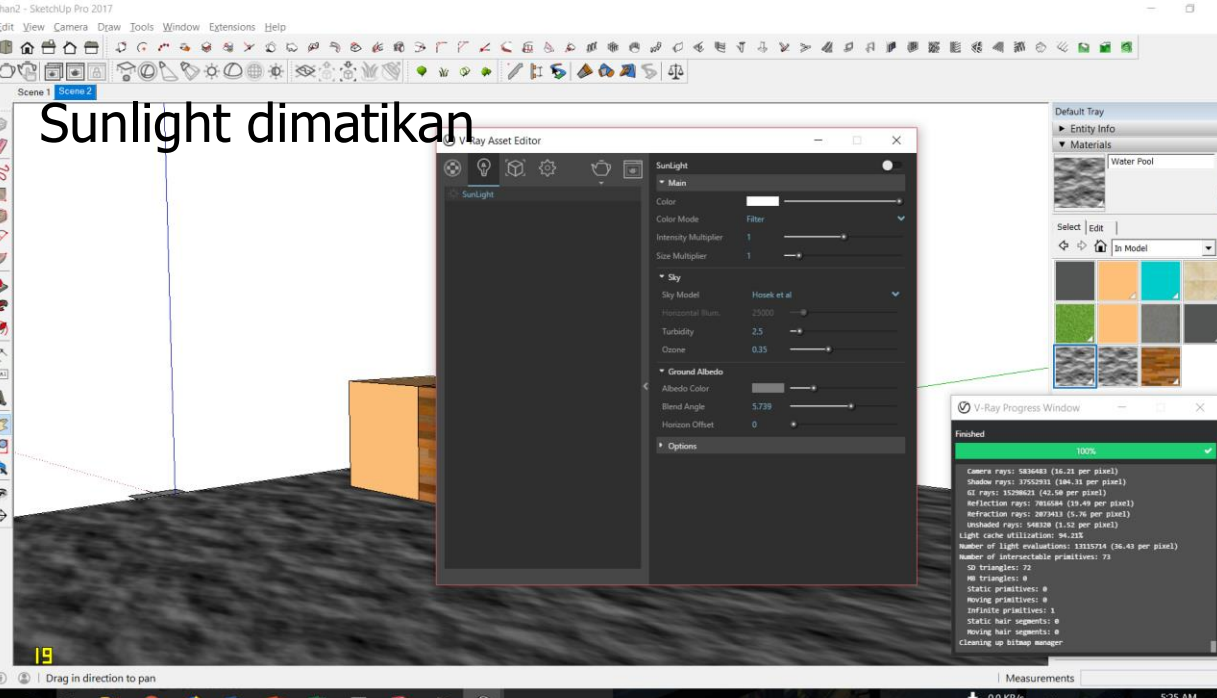 han2 - SketchUp Pro 2017
Edit View Camera Draw Tools Window Extensions Help
Scene 1 Scene 2
Sunlight dimatikan
V-Ray Asset Editor
SunLight
SunLight
Main
Color
Color Mode Filter
Intensity Multiplier 1
Size Multiplier 1
Sky
Sky Model Hosek et al
Horizontal Illum. 25000
Turbidity 2.5
Ozone 0.35
Ground Albedo
Albedo Color
Blend Angle 5.739
Horizon Offset 0
Options
Default Tray
Entity Info
Materials
Water Pool
Select Edit
In Model
V-Ray Progress Window
Finished
100%
Camera rays: 5836483 (16.21 per pixel)
Shadow rays: 37552931 (104.31 per pixel)
GI rays: 15298621 (42.50 per pixel)
Reflection rays: 7016584 (19.49 per pixel)
Refraction rays: 2073413 (5.76 per pixel)
Unshaded rays: 548320 (1.52 per pixel)
Light cache utilization: 94.21%
Number of light evaluations: 13115714 (36.43 per pixel)
Number of intersectable primitives: 73
SD triangles: 72
MB triangles: 0
Static primitives: 0
Moving primitives: 0
Infinite primitives: 1
Static hair segments: 0
Moving hair segments: 0
Cleaning up bitmap manager
19
Drag in direction to pan
Measurements
0.0 KB/s
5:25 AM